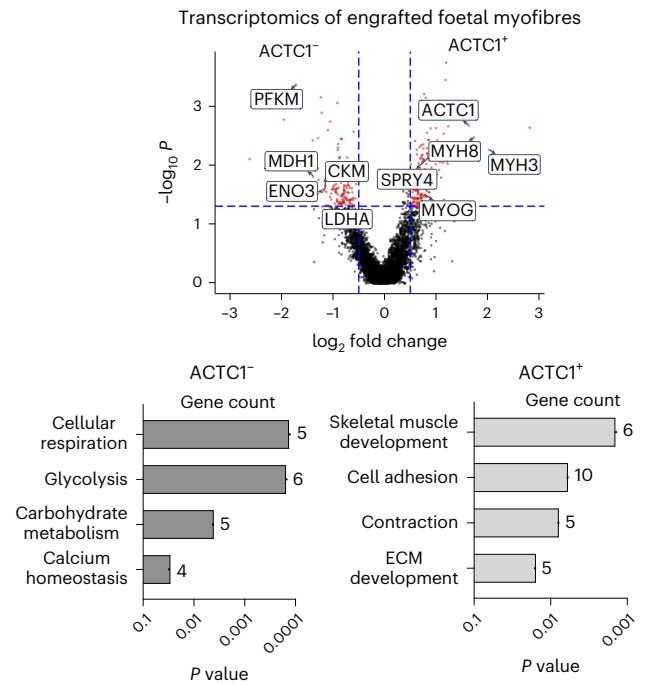 Transcriptomics of engrafted foetal myofibres
ACTC1⁻
ACTC1⁺
PFKM
ACTC1
MDH1
CKM
MYH8
MYH3
ENO3
SPRY4
LDHA
MYOG
−log₁₀ P
3
2
1
0
−3
−2
−1
0
1
2
3
log₂ fold change
ACTC1⁻
Gene count
Cellular
respiration
5
Glycolysis
6
Carbohydrate
metabolism
5
Calcium
homeostasis
4
0.1
0.01
0.001
0.0001
P value
ACTC1⁺
Gene count
Skeletal muscle
development
6
Cell adhesion
10
Contraction
5
ECM
development
5
0.1
0.01
0.001
P value